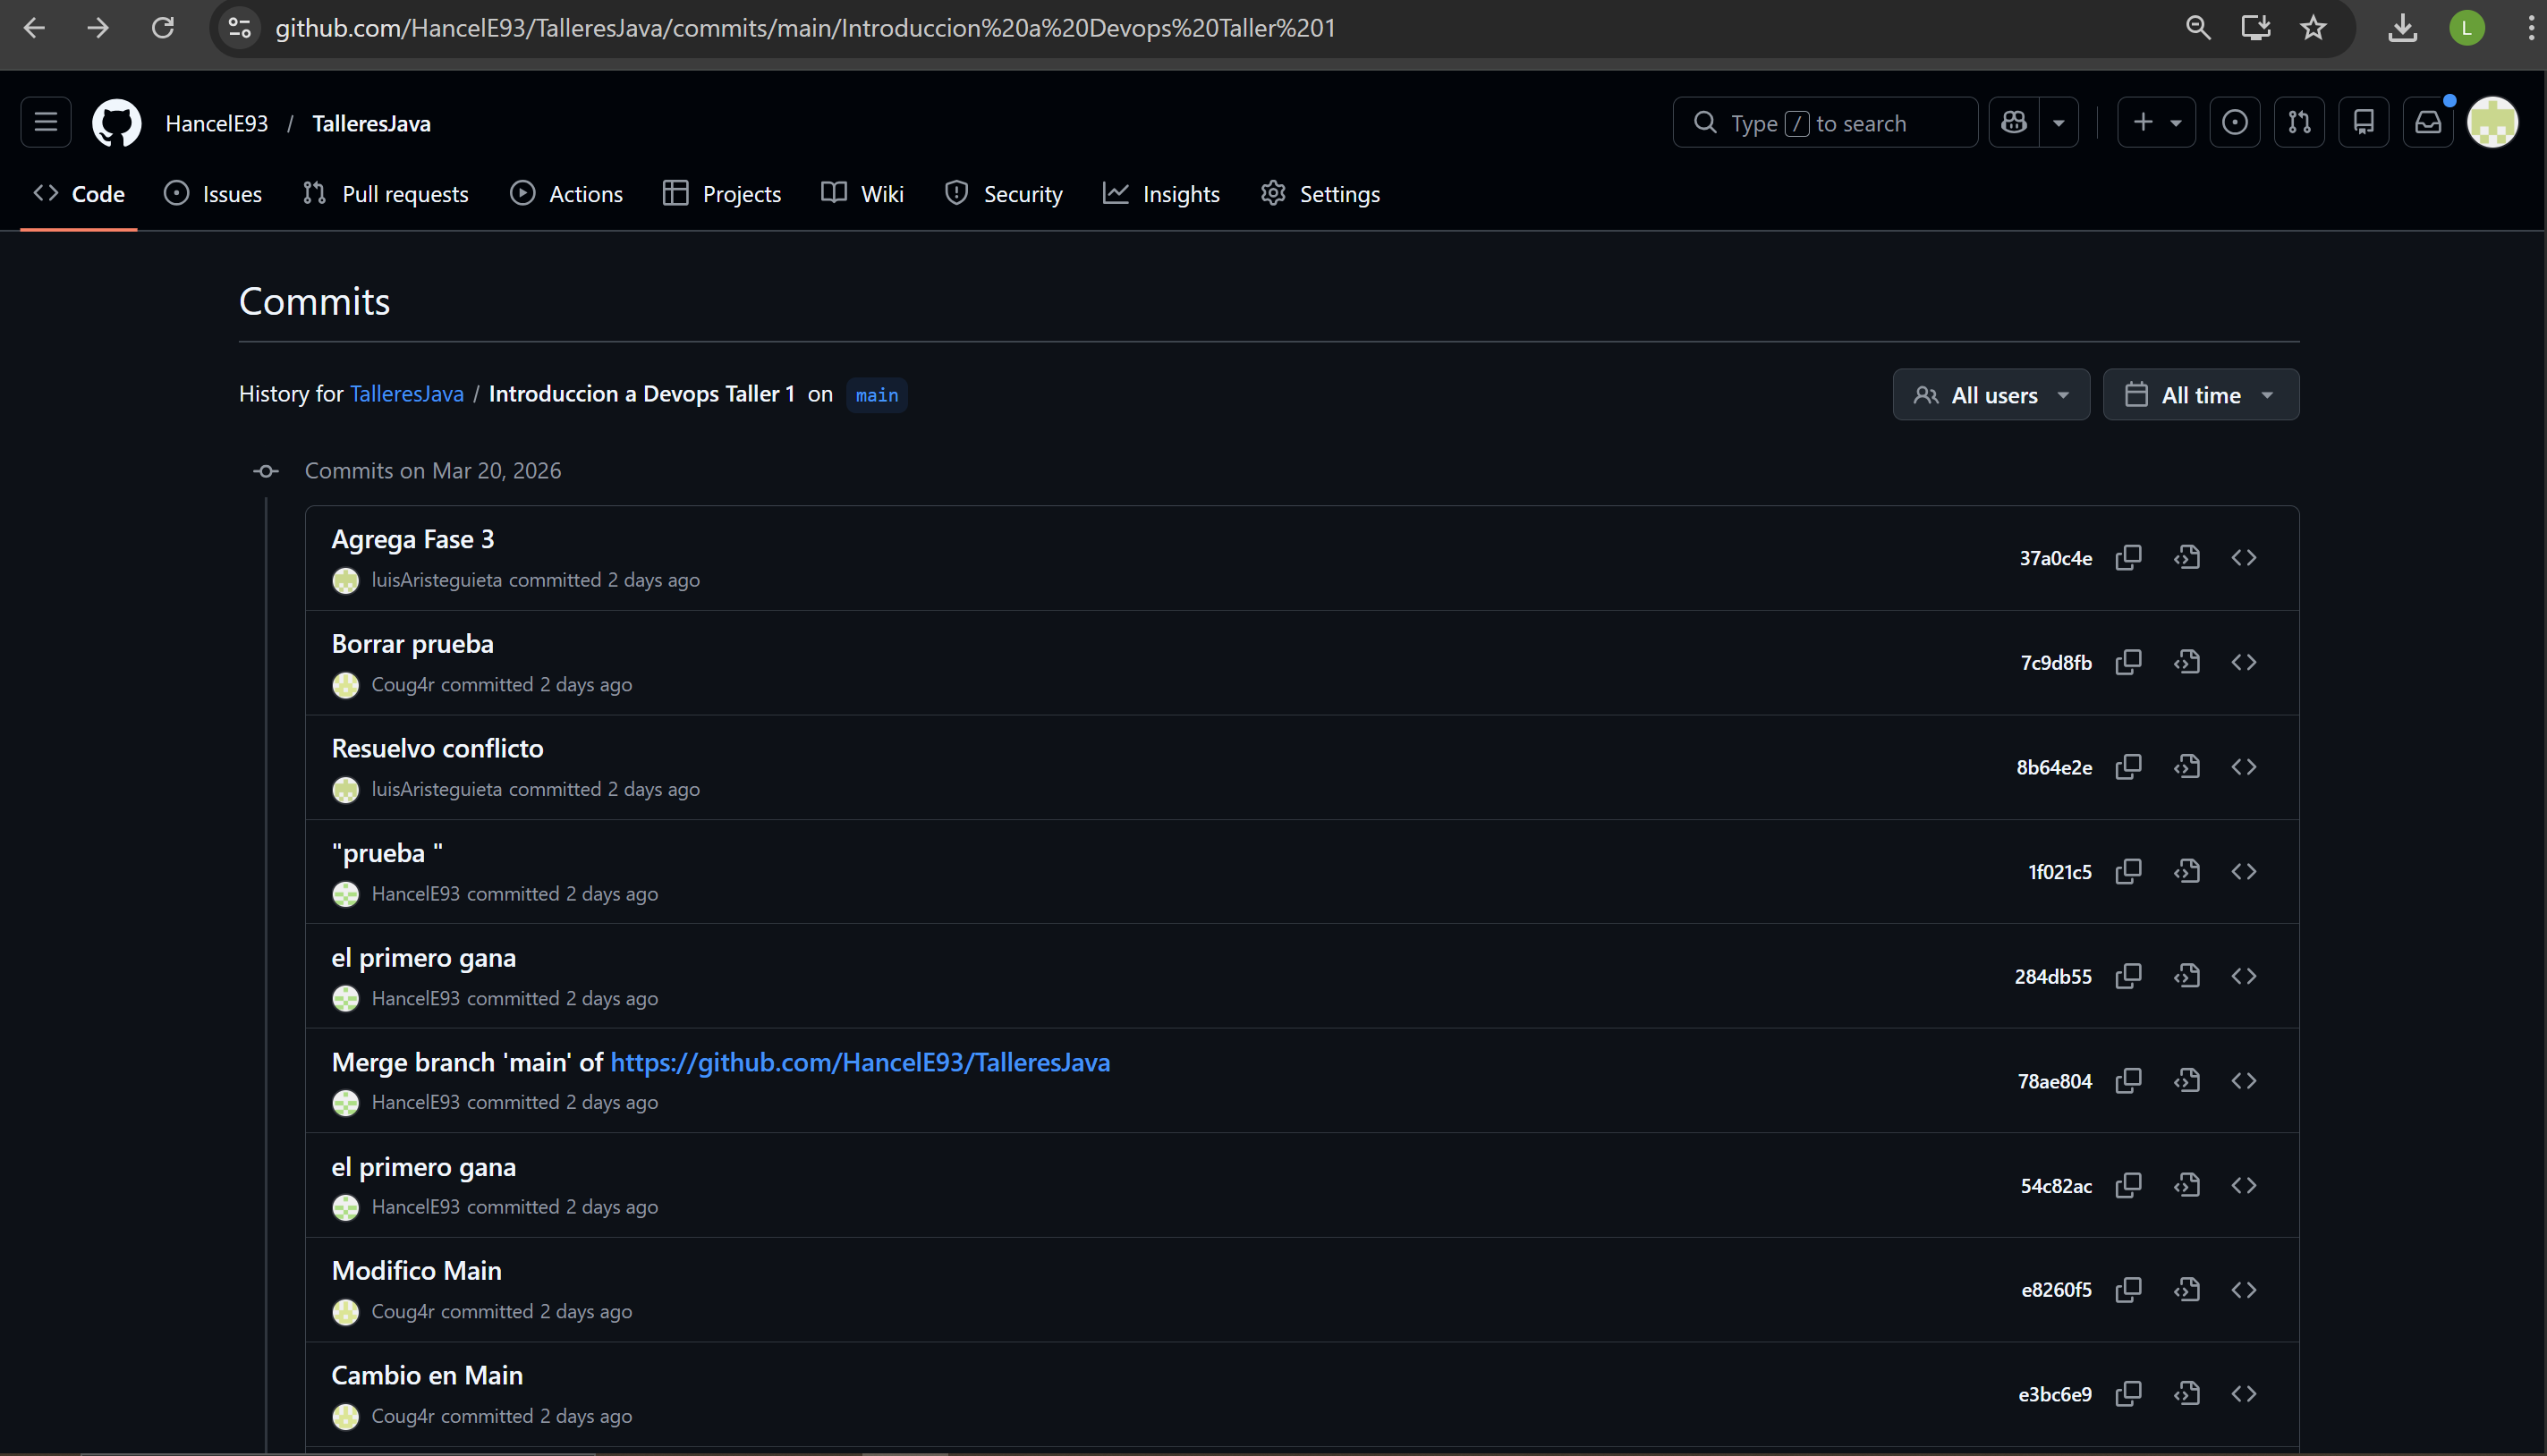 github.com/HancelE93/TalleresJava/commits/main/Introduccion%20a%20Devops%20Taller%201
L
HancelE93 / TalleresJava
Type / to search
Code Issues Pull requests Actions Projects Wiki Security Insights Settings
Commits
History for TalleresJava / Introduccion a Devops Taller 1 on main
All users All time
Commits on Mar 20, 2026
Agrega Fase 3
luisAristeguieta committed 2 days ago
37a0c4e
Borrar prueba
Coug4r committed 2 days ago
7c9d8fb
Resuelvo conflicto
luisAristeguieta committed 2 days ago
8b64e2e
"prueba "
HancelE93 committed 2 days ago
1f021c5
el primero gana
HancelE93 committed 2 days ago
284db55
Merge branch 'main' of https://github.com/HancelE93/TalleresJava
HancelE93 committed 2 days ago
78ae804
el primero gana
HancelE93 committed 2 days ago
54c82ac
Modifico Main
Coug4r committed 2 days ago
e8260f5
Cambio en Main
Coug4r committed 2 days ago
e3bc6e9